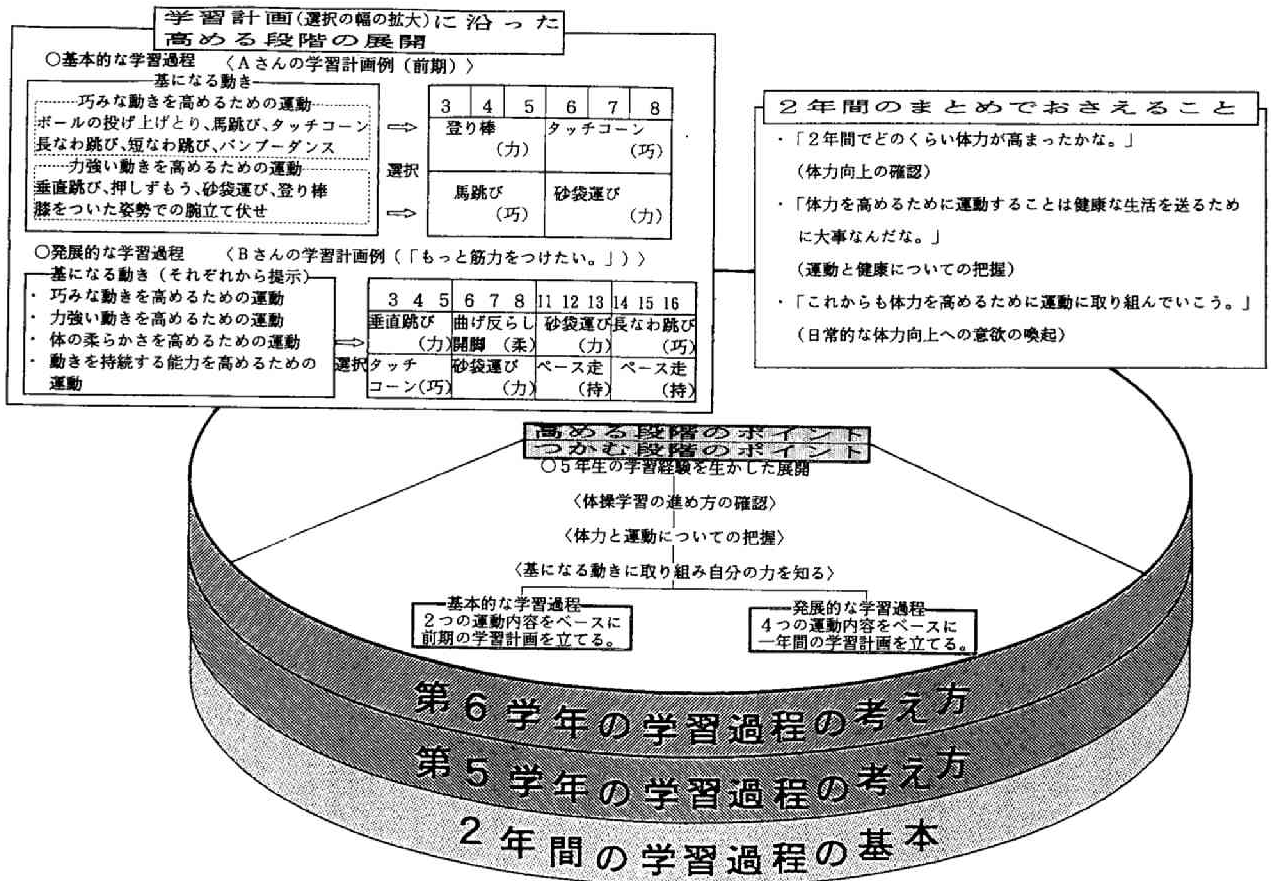 学習計画(選択の幅の拡大)に沿った
高める段階の展開
○基本的な学習過程 〈Aさんの学習計画例(前期)〉
基になる動き
巧みな動きを高めるための運動
ボールの投げ上げとり、馬跳び、タッチコーン
長なわ跳び、短なわ跳び、バンブーダンス
力強い動きを高めるための運動
垂直跳び、押しずもう、砂袋運び、登り棒
膝をついた姿勢での腕立て伏せ
⇨
選択
⇨
3 4 5 6 7 8
登り棒 タッチコーン
(力) (巧)
馬跳び 砂袋運び
(巧) (力)
○発展的な学習過程 〈Bさんの学習計画例(「もっと筋力をつけたい。」)〉
基になる動き(それぞれから提示)
・ 巧みな動きを高めるための運動
・ 力強い動きを高めるための運動
・ 体の柔らかさを高めるための運動
・ 動きを持続する能力を高めるための
運動
⇨
選択
3 4 5 6 7 8 11 12 13 14 15 16
垂直跳び 曲げ反らし 砂袋運び 長なわ跳び
(力) 開脚 (柔) (力) (巧)
タッチ 砂袋運び ペース走 ペース走
コーン(巧) (力) (持) (持)
2年間のまとめでおさえること
・「2年間でどのくらい体力が高まったかな。」
(体力向上の確認)
・「体力を高めるために運動することは健康な生活を送るため
に大事なんだな。」
(運動と健康についての把握)
・「これからも体力を高めるために運動に取り組んでいこう。」
(日常的な体力向上への意欲の喚起)
高める段階のポイント
つかむ段階のポイント
○5年生の学習経験を生かした展開
〈体操学習の進め方の確認〉
〈体力と運動についての把握〉
〈基になる動きに取り組み自分の力を知る〉
基本的な学習過程
2つの運動内容をベースに
前期の学習計画を立てる。
発展的な学習過程
4つの運動内容をベースに
一年間の学習計画を立てる。
第6学年の学習過程の考え方
第5学年の学習過程の考え方
2年間の学習過程の基本